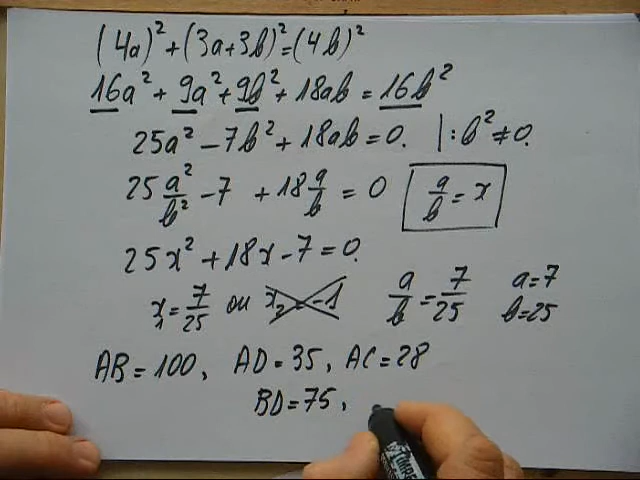 (4a)² + (3a+3b)² = (4b)²
16a² + 9a² + 9b² + 18ab = 16b²
25a² - 7b² + 18ab = 0. | : b² ≠ 0.
25 a²/b² - 7 + 18 a/b = 0 a/b = x
25x² + 18x - 7 = 0.
x₁ = 7/25 ou x₂ = -1 a/b = 7/25 a=7
b=25
AB = 100, AD = 35, AC = 28
BD = 75,